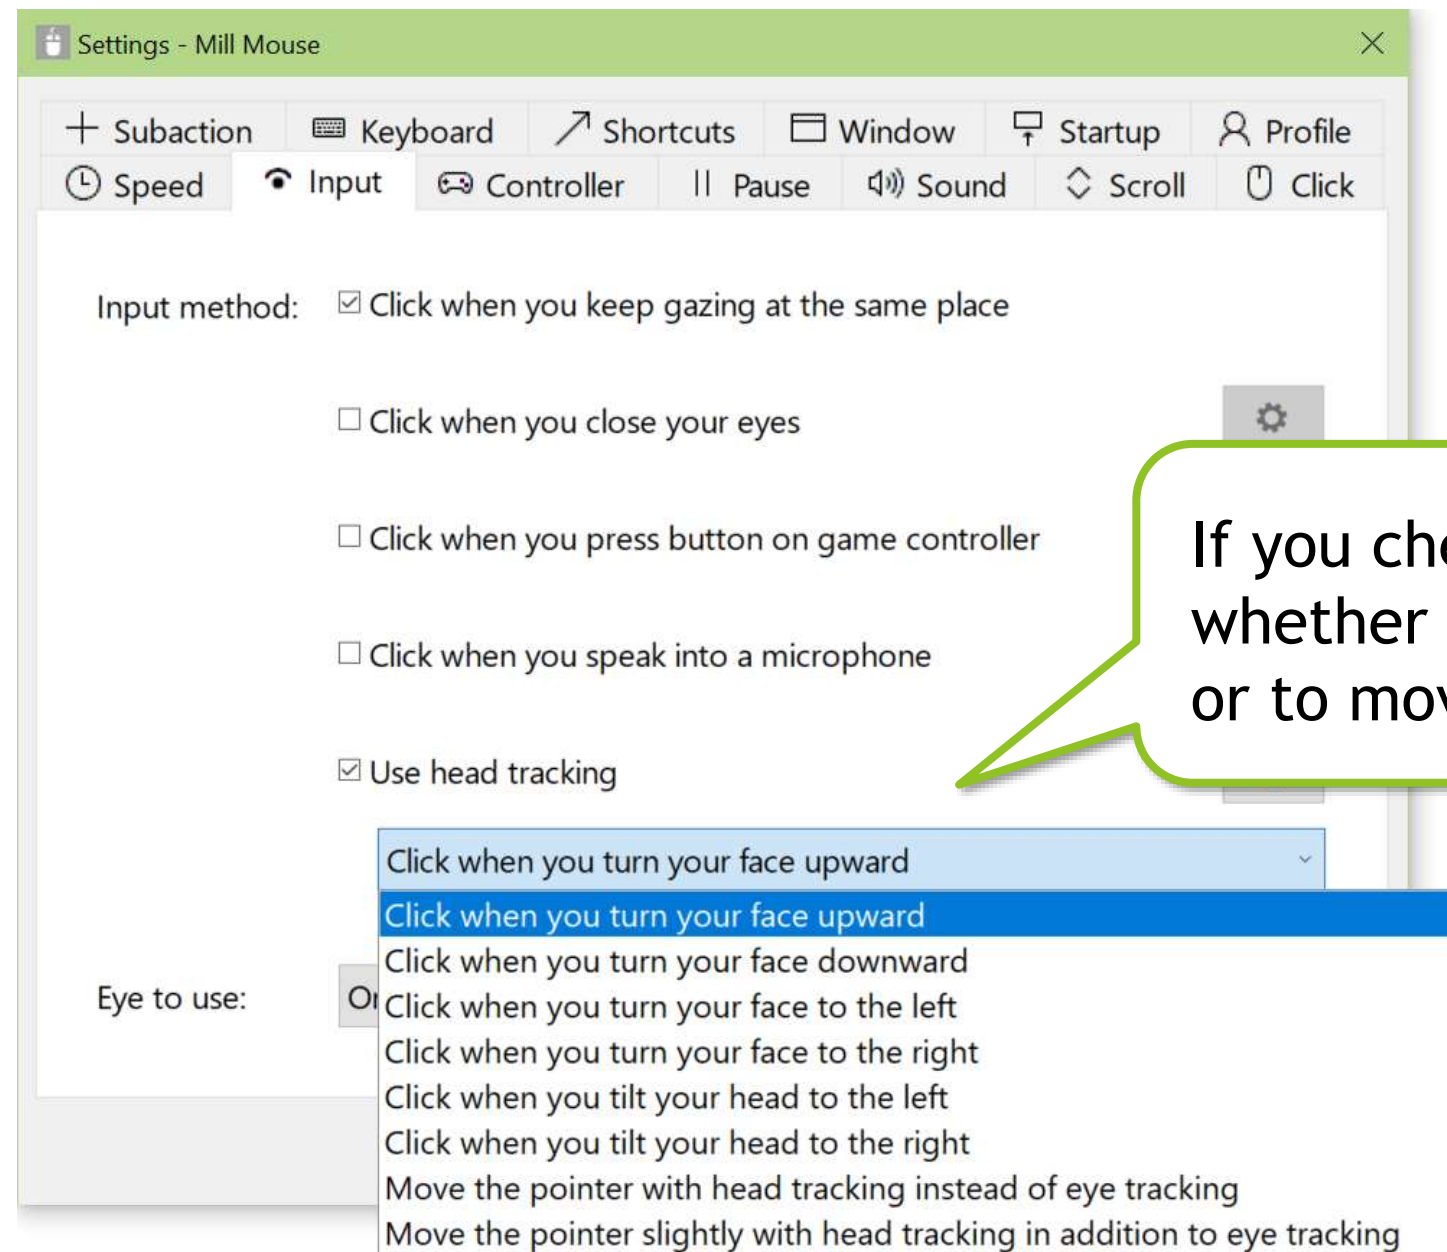 Settings - Mill Mouse
Subaction Keyboard Shortcuts Window Startup Profile
Speed Input Controller Pause Sound Scroll Click
Input method: Click when you keep gazing at the same place
Click when you close your eyes
Click when you press button on game controller
If you
whether
Click when you speak into a microphone
or to
Use head tracking
Click when you turn your face upward
Click when you turn your face upward
Click when you turn your face downward
Eye to use:
Click when you turn your face to the left
Click when you turn your face to the right
Click when you tilt your head to the left
Click when you tilt your head to the right
Move the pointer with head tracking instead of eye tracking
Move the pointer slightly with head tracking in addition to eye tracking